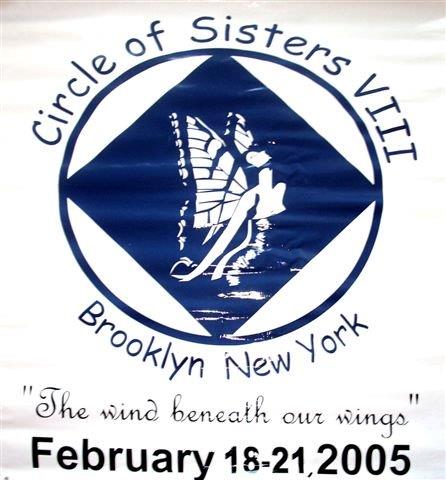 Circle of Sisters VIII
Brooklyn New York
"The wind beneath our wings"
February 18-21, 2005